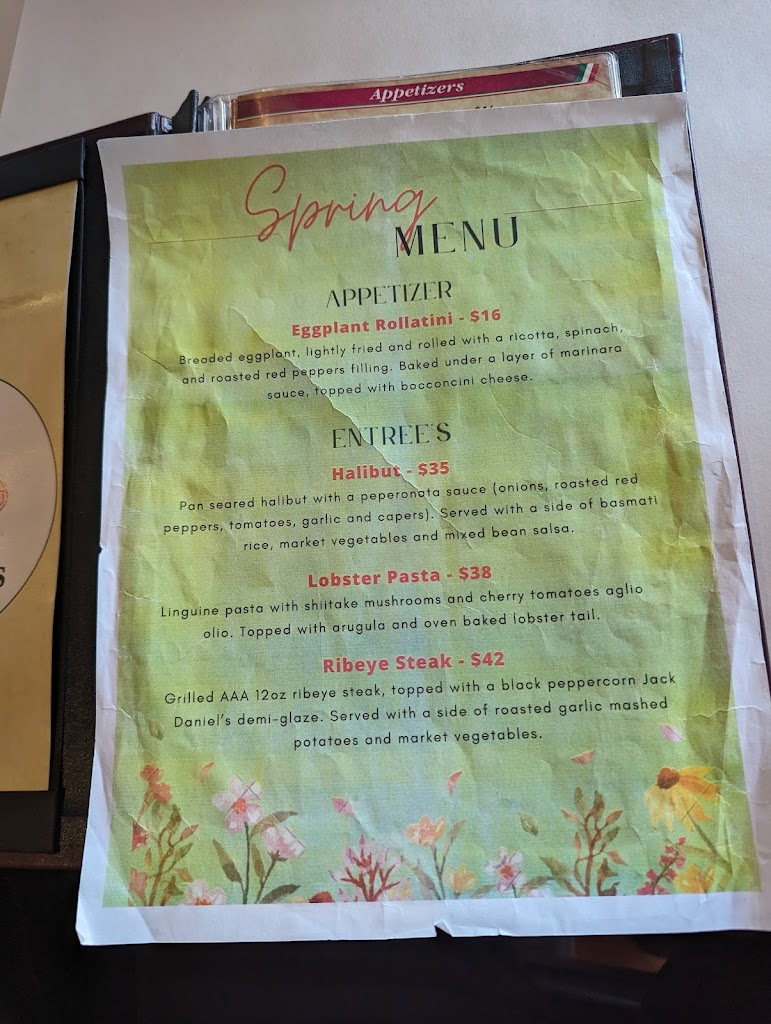 Appetizers
Spring
MENU
APPETIZER
Eggplant Rollatini - $16
Breaded eggplant, lightly fried and rolled with a ricotta, spinach,
and roasted red peppers filling. Baked under a layer of marinara
sauce, topped with bocconcini cheese.
ENTREE'S
Halibut - $35
Pan seared halibut with a peperonata sauce (onions, roasted red
peppers, tomatoes, garlic and capers). Served with a side of basmati
rice, market vegetables and mixed bean salsa.
Lobster Pasta - $38
Linguine pasta with shiitake mushrooms and cherry tomatoes aglio
olio. Topped with arugula and oven baked lobster tail.
Ribeye Steak - $42
Grilled AAA 12oz ribeye steak, topped with a black peppercorn Jack
Daniel's demi-glaze. Served with a side of roasted garlic mashed
potatoes and market vegetables.